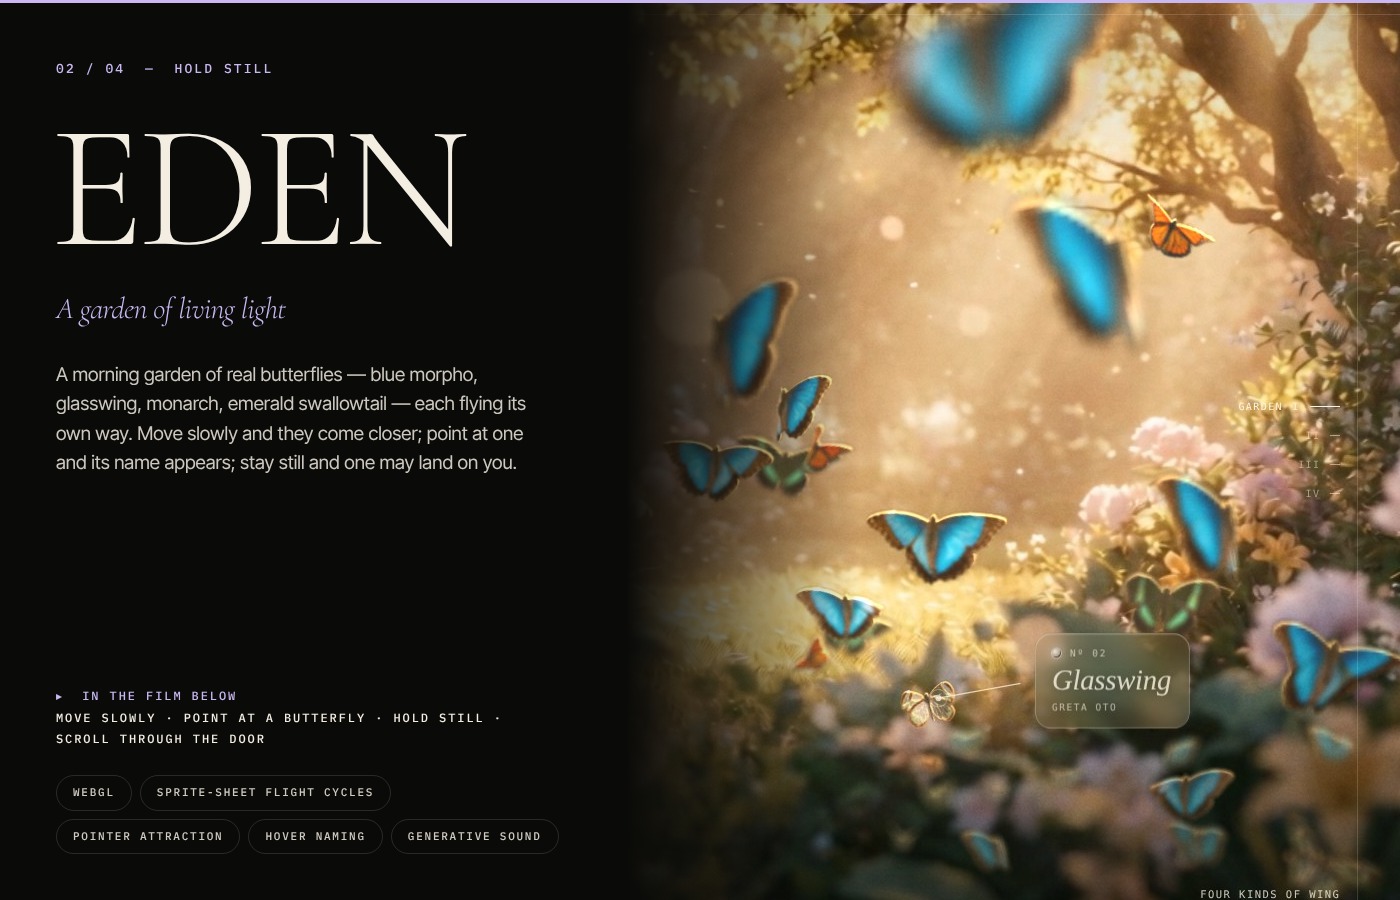 02 / 04 — HOLD STILL
EDEN
A garden of living light
A morning garden of real butterflies — blue morpho,
glasswing, monarch, emerald swallowtail — each flying its
own way. Move slowly and they come closer; point at one
and its name appears; stay still and one may land on you.
▸ IN THE FILM BELOW
MOVE SLOWLY · POINT AT A BUTTERFLY · HOLD STILL ·
SCROLL THROUGH THE DOOR
WEBGL
SPRITE-SHEET FLIGHT CYCLES
POINTER ATTRACTION
HOVER NAMING
GENERATIVE SOUND
GARDEN I
II
III
IV
Nº 02
Glasswing
GRETA OTO
FOUR KINDS OF WING